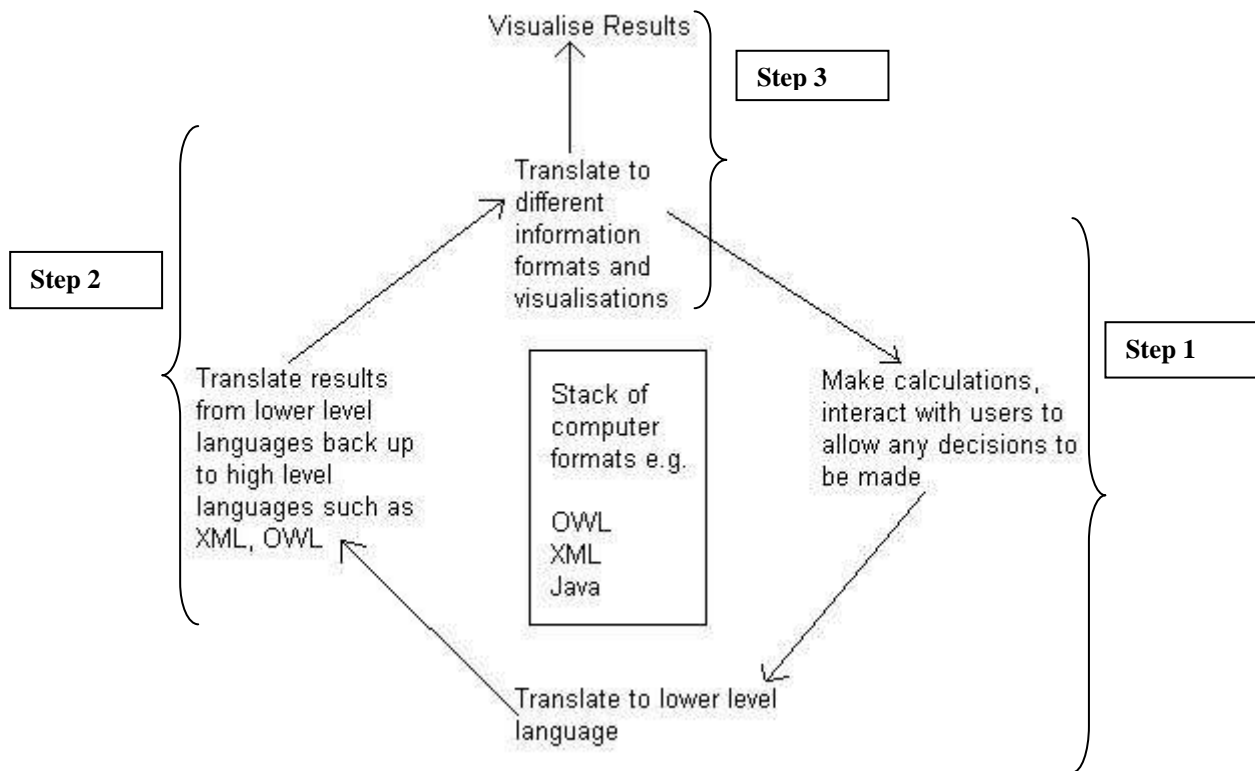 Visualise Results
Step 3
Translate to
different
information
formats and
visualisations
Step 2
Step 1
Translate results
from lower level
languages back up
to high level
languages such as
XML, OWL
Stack of
computer
formats e.g.
OWL
XML
Java
Make calculations,
interact with users to
allow any decisions to
be made
Translate to lower level
language